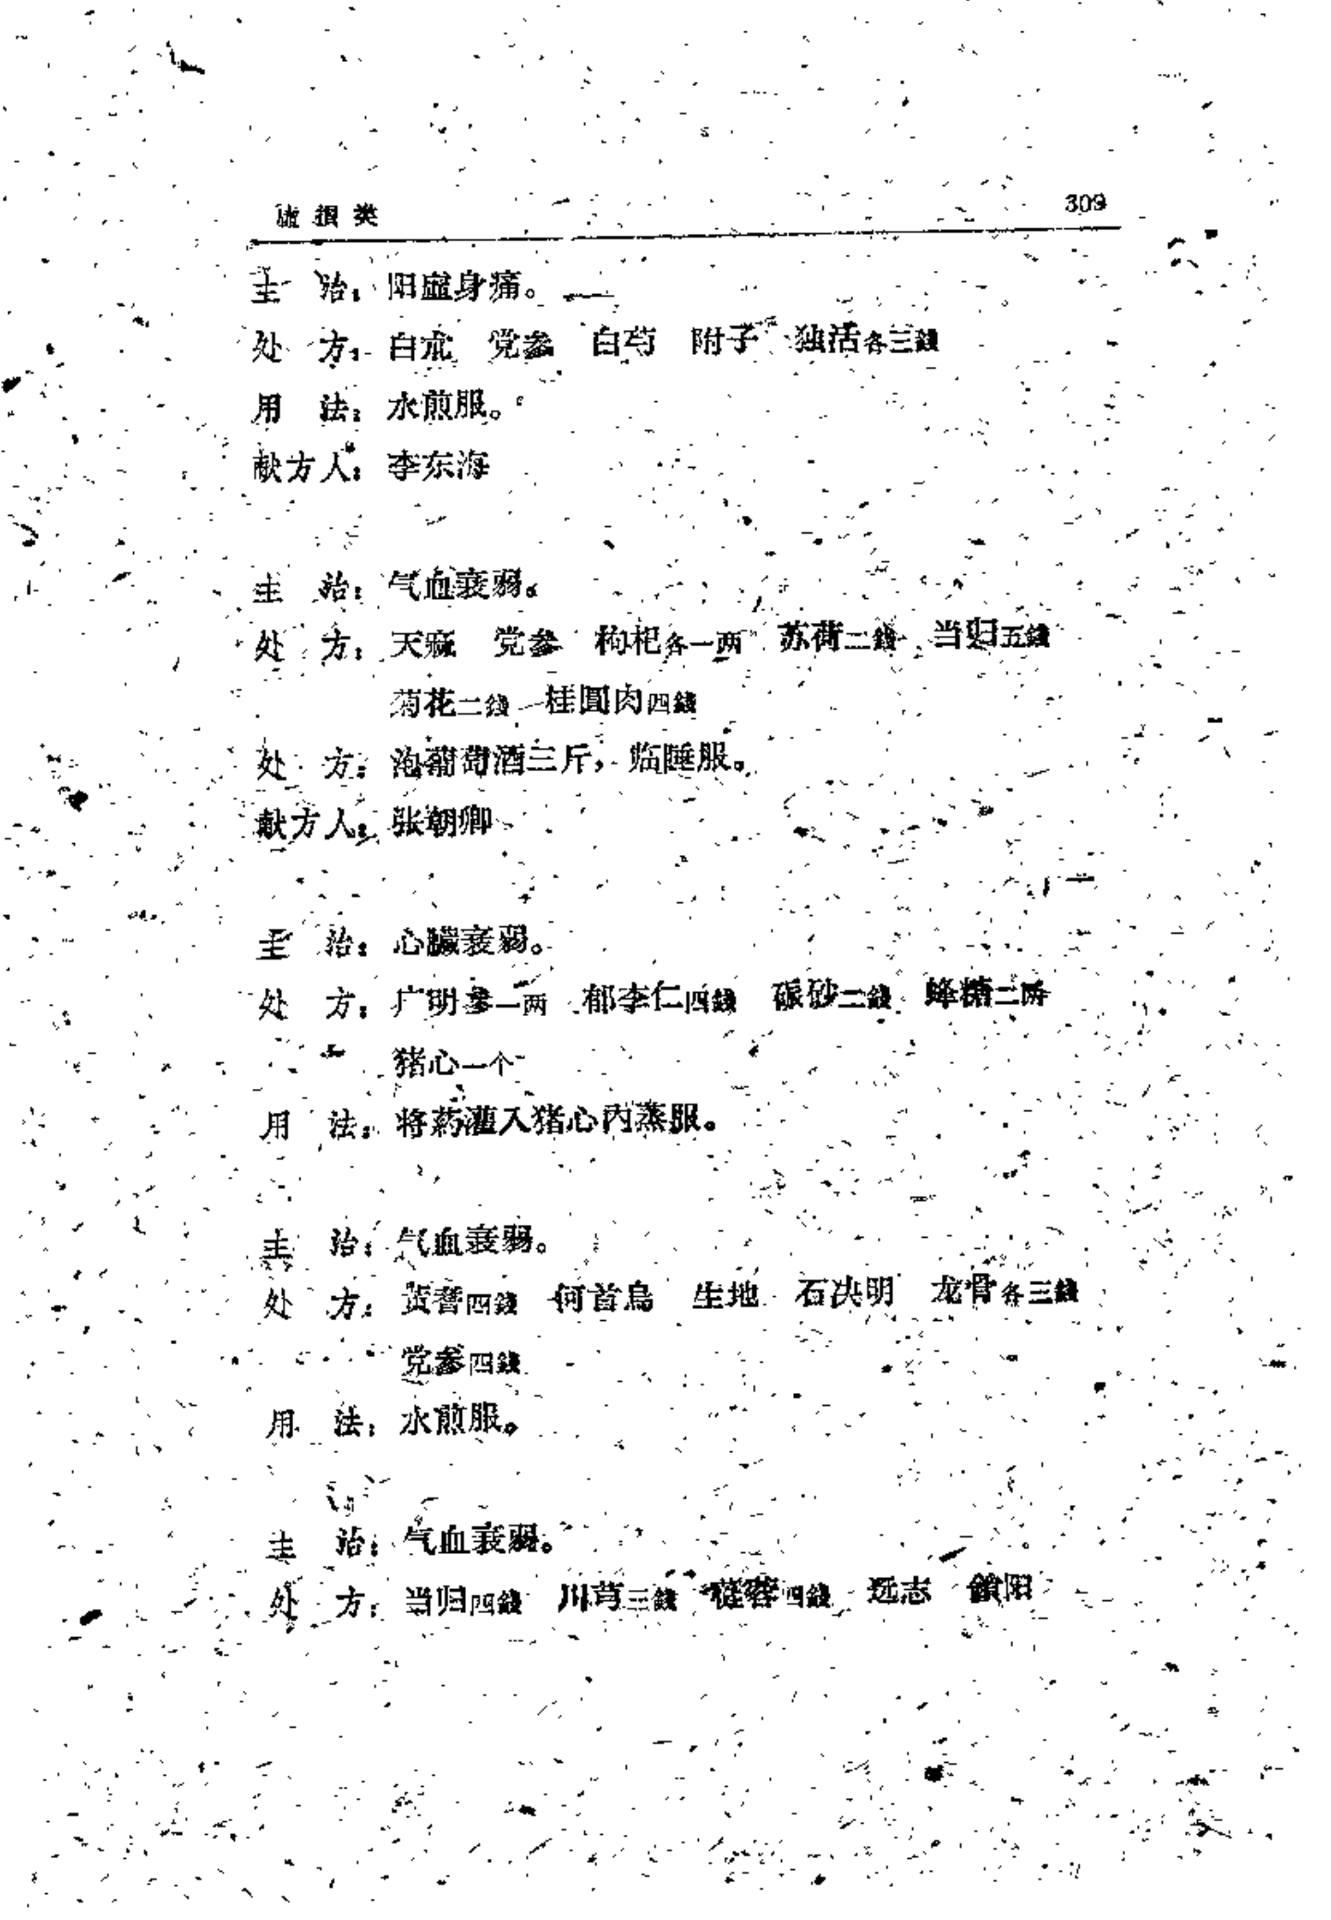 虛損类 309
主 治：阳虛身痛。
处 方：白朮 党参 白芍 附子 独活各三錢
用 法：水煎服。
献方人：李东海
主 治：气血衰弱。
处 方：天麻 党参 枸杞各一两 苏荷二錢 当归五錢
菊花二錢 桂圓肉四錢
处 方：泡葡萄酒三斤，临睡服。
献方人：张朝卿
主 治：心臟衰弱。
处 方：广明参一两 郁李仁四錢 硃砂二錢 蜂糖二两
猪心一个
用 法：将药灌入猪心內蒸服。
主 治：气血衰弱。
处 方：黃蓍四錢 何首烏 生地 石决明 龙骨各三錢
党参四錢
用 法：水煎服。
主 治：气血衰弱。
处 方：当归四錢 川芎三錢 蓯蓉四錢 远志 鎖阳